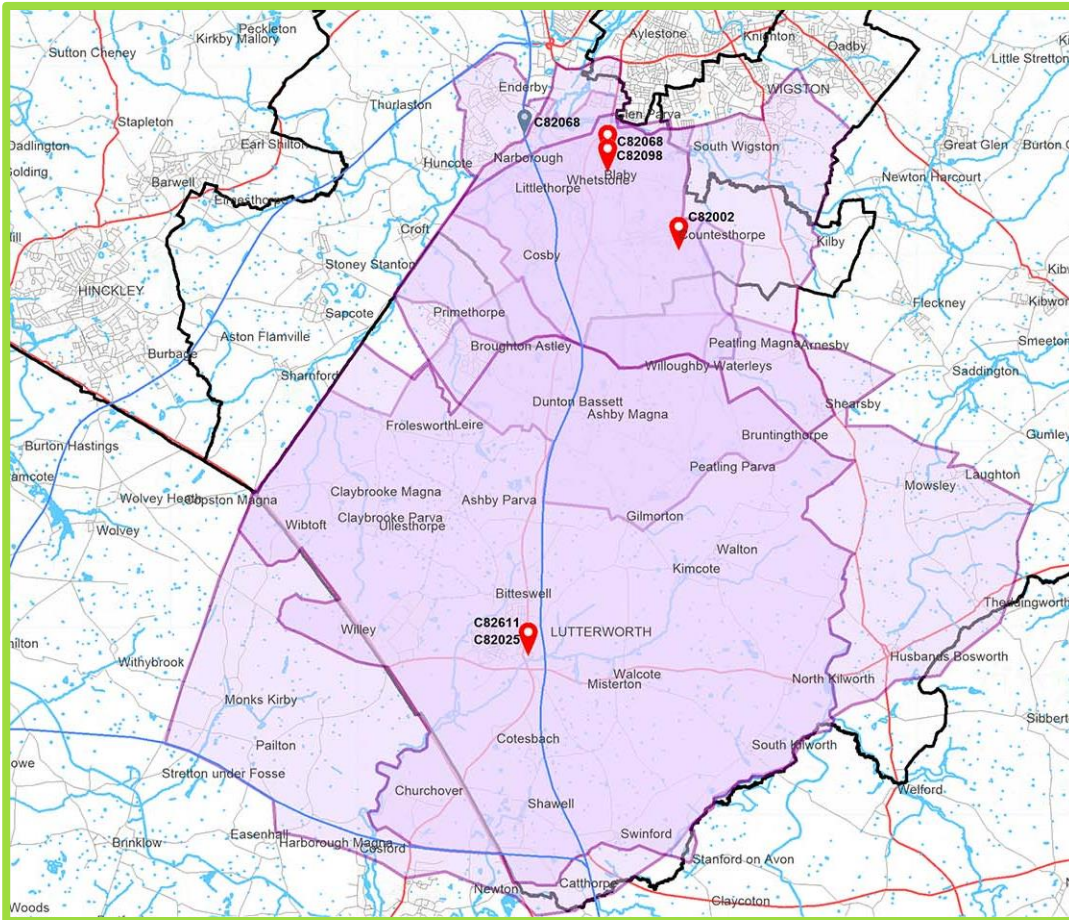 Peckleton
Kirkby Mallory
Sutton Cheney
Aylestone
Knighton
Oadby
Little Stretton
Enderby
WIGSTON
Thurlaston
Stapleton
C82068
Glen Parva
Dadlington
Earl Shilton
C82068
South Wigston
Great Glen
Huncote
Narborough
C82098
Barwell
Whetstone
Blaby
Newton Harcourt
Littlethorpe
Elmesthorpe
C82002
Croft
Countesthorpe
Kilby
Cosby
Stoney Stanton
HINCKLEY
Fleckney
Sapcote
Primethorpe
Aston Flamville
Peating Magna
Arnesby
Broughton Astley
Burbage
Willoughby Waterleys
Saddington
Sharnford
Dunton Bassett
Shearsby
Ashby Magna
Frolesworth
Leire
Bruntingthorpe
Gumley
Burton Hastings
Peatling Parva
Laughton
Mowsley
Claybrooke Magna
Wolvey Heath
Copston Magna
Ashby Parva
Claybrooke Parva
Gilmorton
Wibtoft
Ullesthorpe
Wolvey
Walton
Kimcote
Bitteswell
Theddingworth
C82611
Willey
LUTTERWORTH
C82025
Husbands Bosworth
Withybrook
Walcote
North Kilworth
Misterton
Monks Kirby
Cotesbach
Pailton
South Kilworth
Stretton under Fosse
Churchover
Welford
Shawell
Easenhall
Swinford
Brinklow
Harborough Magna
Cosford
Stanton on Avon
Catthorpe
Newton
Claycoton